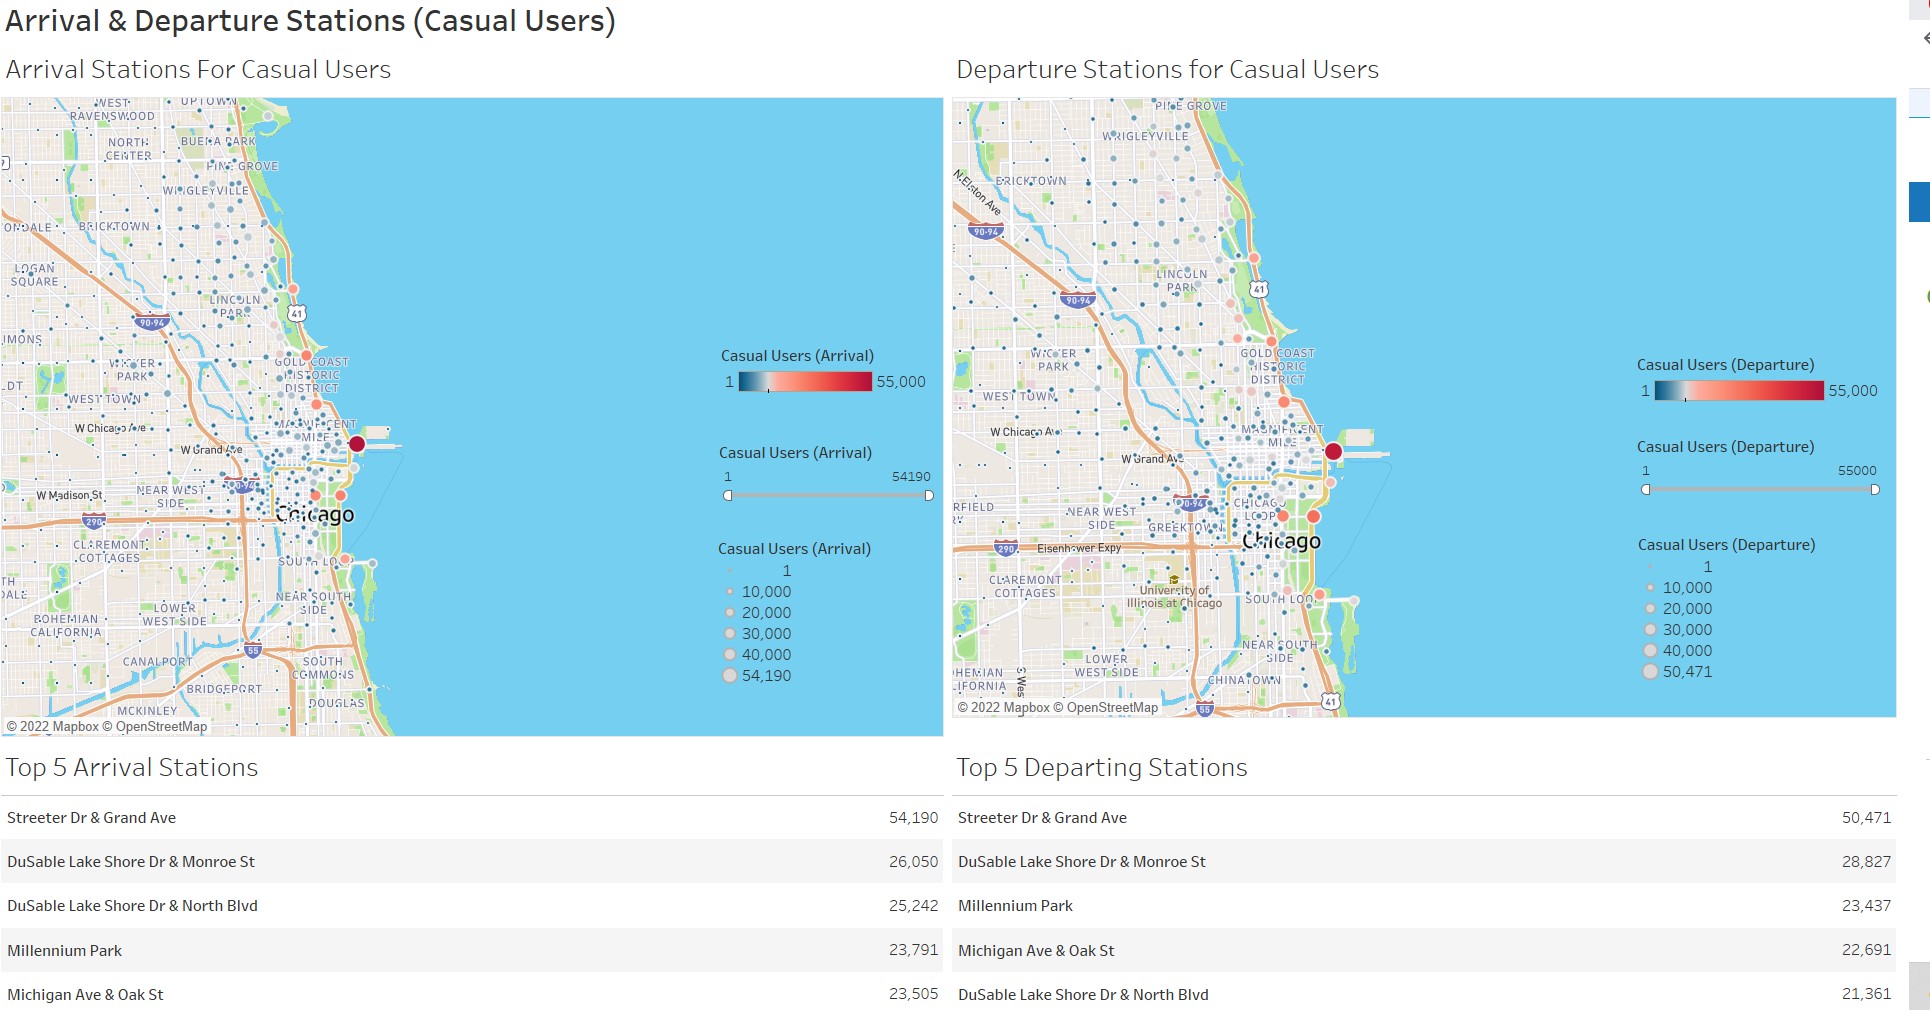 Arrival & Departure Stations (Casual Users)
Arrival Stations For Casual Users
WEST
RAVENSWOOD
UPTOWN
NORTH
CENTER
BUENA PARK
PINE GROVE
WRIGLEYVILLE
BRICKTOWN
LOGAN
SQUARE
LINCOLN
PARK
90-94
41
GOLD COAST
HISTORIC
DISTRICT
WICKER
PARK
WEST TOWN
MAGNIFICENT
MILE
W Chicago Ave
W Grand Ave
W Madison St
NEAR WEST
SIDE
90-94
Chicago
290
CLAREMONT
COTTAGES
SOUTH LOO
NEAR SOUTH
SIDE
LOWER
WEST SIDE
BOHEMIAN
CALIFORNIA
55
CANALPORT
SOUTH
COMMONS
BRIDGEPORT
DOUGLAS
MCKINLEY
© 2022 Mapbox © OpenStreetMap
Casual Users (Arrival)
1 55,000
Casual Users (Arrival)
1 54190
Casual Users (Arrival)
1
10,000
20,000
30,000
40,000
54,190
Departure Stations for Casual Users
PINE GROVE
WRIGLEYVILLE
N Elston Ave
BRICKTOWN
90-94
LINCOLN
PARK
41
90-94
WICKER
PARK
GOLD COAST
HISTORIC
DISTRICT
WEST TOWN
W Chicago Av
MAGNIFICENT
MILE
W Grand Ave
90-94
CHICAGO
LOOP
RFIELD
NEAR WEST
SIDE
GREEKTOWN
290
Eisenhower Expy
Chicago
CLAREMONT
COTTAGES
University of
Illinois at Chicago
SOUTH LOO
NEAR SOUTH
SIDE
LOWER
WEST SIDE
CHINATOWN
OHEMIAN
LIFORNIA
S Wes
55
41
© 2022 Mapbox © OpenStreetMap
Casual Users (Departure)
1 55,000
Casual Users (Departure)
1 55000
Casual Users (Departure)
1
10,000
20,000
30,000
40,000
50,471
Top 5 Arrival Stations
Streeter Dr & Grand Ave 54,190
DuSable Lake Shore Dr & Monroe St 26,050
DuSable Lake Shore Dr & North Blvd 25,242
Millennium Park 23,791
Michigan Ave & Oak St 23,505
Top 5 Departing Stations
Streeter Dr & Grand Ave 50,471
DuSable Lake Shore Dr & Monroe St 28,827
Millennium Park 23,437
Michigan Ave & Oak St 22,691
DuSable Lake Shore Dr & North Blvd 21,361